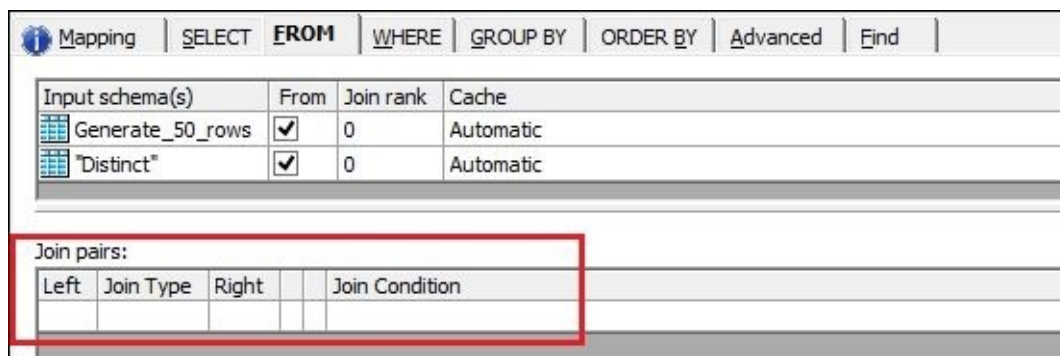 Mapping SELECT FROM WHERE GROUP BY ORDER BY Advanced Find
Input schema(s) From Join rank Cache
Generate_50_rows 0 Automatic
"Distinct" 0 Automatic
Join pairs:
Left Join Type Right Join Condition